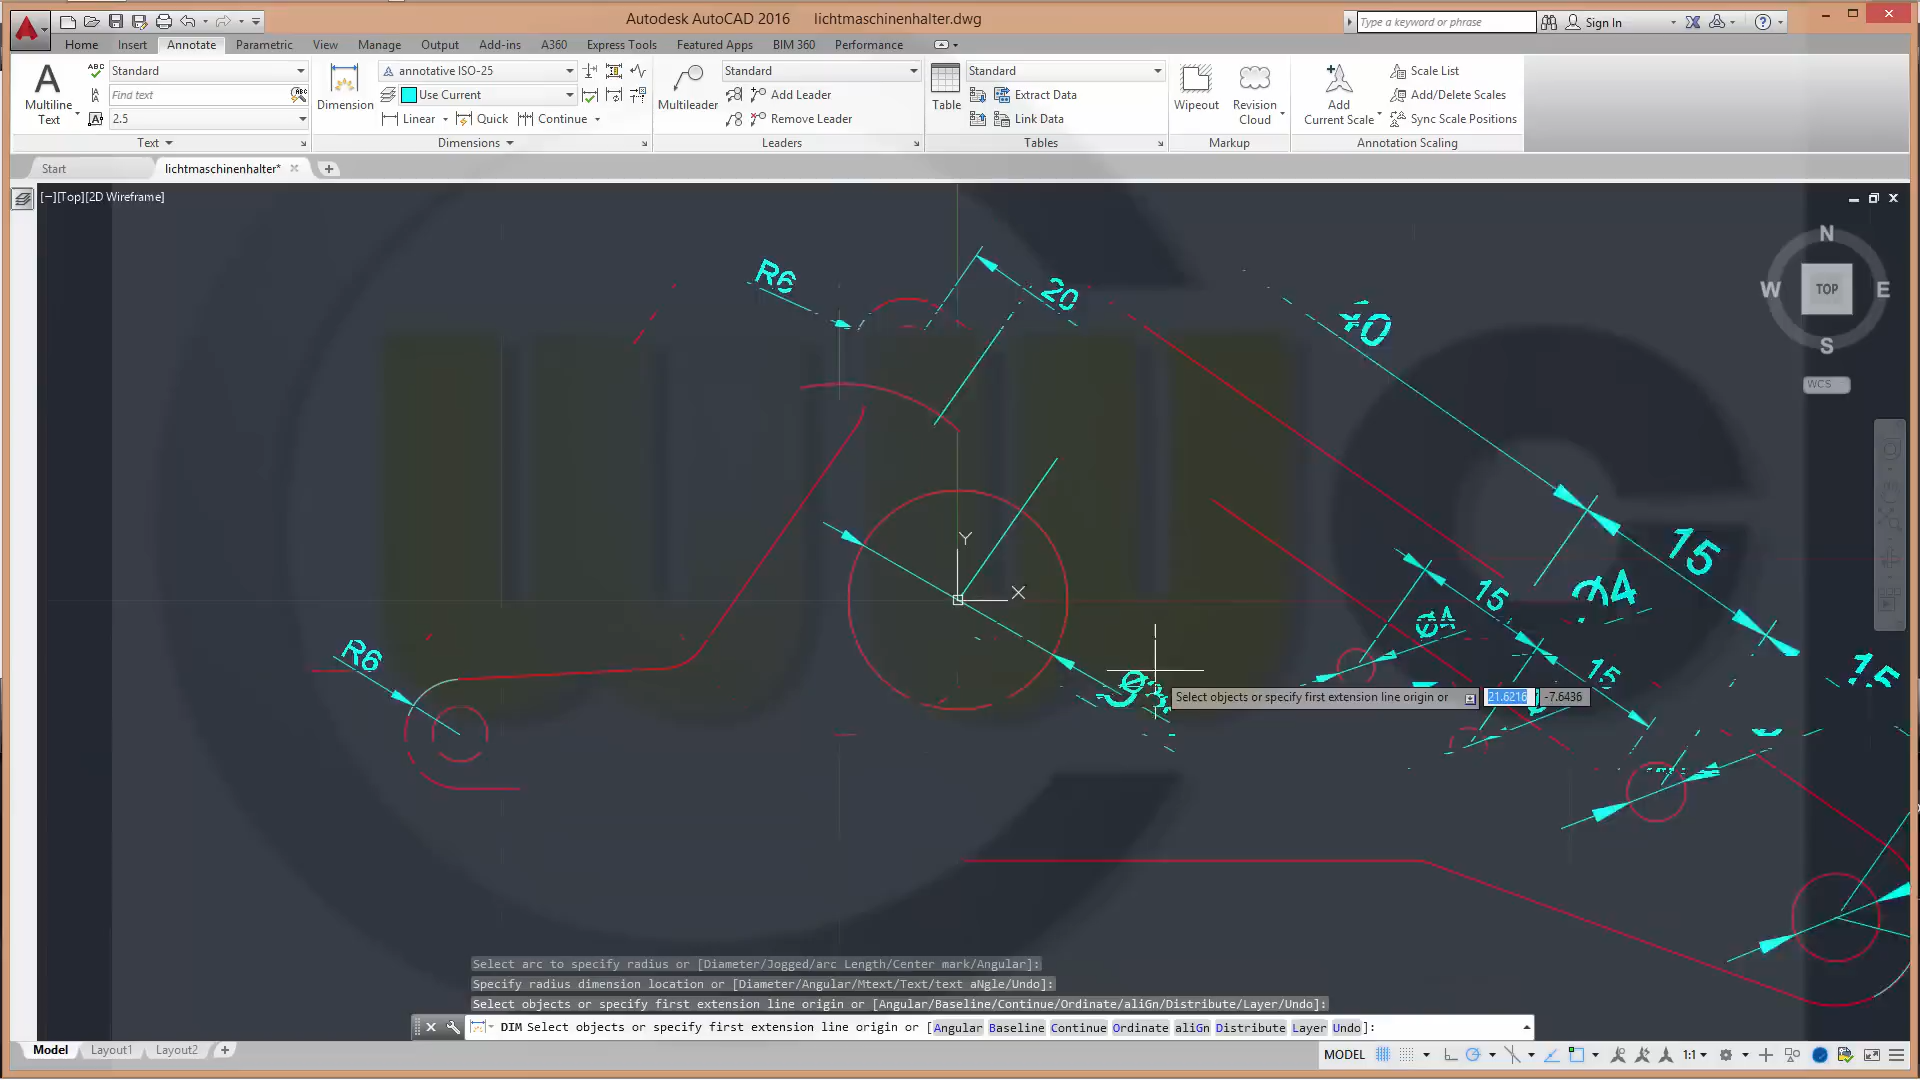 Autodesk AutoCAD 2016 lichtmaschinenhalter.dwg
Type a keyword or phrase
Sign In
Home Insert Annotate Parametric View Manage Output Add-ins A360 Express Tools Featured Apps BIM 360 Performance
A
Multiline
Text
ABC
Standard
Find text
2.5
Text
Dimension
annotative ISO-25
Use Current
Linear Quick Continue
Dimensions
Multileader
Standard
Add Leader
Remove Leader
Leaders
Table
Standard
Extract Data
Link Data
Tables
Wipeout
Revision
Cloud
Markup
Add
Current Scale
Scale List
Add/Delete Scales
Sync Scale Positions
Annotation Scaling
Start lichtmaschinenhalter*
[−][Top][2D Wireframe]
N
W TOP E
S
WCS
R6
20
40
15
15
Ø4
Ø4
15
15
R6
Y
X
Select objects or specify first extension line origin or 21.6216 -7.6436
Select arc to specify radius or [Diameter/Jogged/arc Length/Center mark/Angular]:
Specify radius dimension location or [Diameter/Angular/Mtext/Text/text aNgle/Undo]:
Select objects or specify first extension line origin or [Angular/Baseline/Continue/Ordinate/aliGn/Distribute/Layer/Undo]:
DIM Select objects or specify first extension line origin or [Angular Baseline Continue Ordinate aliGn Distribute Layer Undo]:
Model Layout1 Layout2
MODEL 1:1